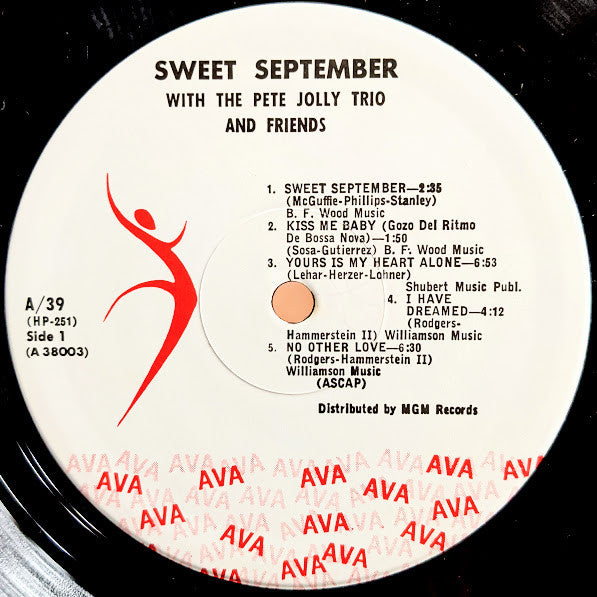 SWEET SEPTEMBER
WITH THE PETE JOLLY TRIO
AND FRIENDS
1. SWEET SEPTEMBER—2:35
(McGuffie-Phillips-Stanley)
B. F. Wood Music
2. KISS ME BABY (Gozo Del Ritmo
De Bossa Nova)—1:50
(Sosa-Gutierrez) B. F. Wood Music
3. YOURS IS MY HEART ALONE—6:53
(Lehar-Herzer-Lohner)
Shubert Music Publ.
4. I HAVE
DREAMED—4:12
(Rodgers-
Hammerstein II) Williamson Music
5. NO OTHER LOVE—6:30
(Rodgers-Hammerstein II)
Williamson Music
(ASCAP)
Distributed by MGM Records
A/39
(HP-251)
Side 1
(A 38003)
AVA AVA AVA AVA AVA AVA AVA AVA
AVA AVA AVA
AVA AVA
AVA AVA
AVA AVA